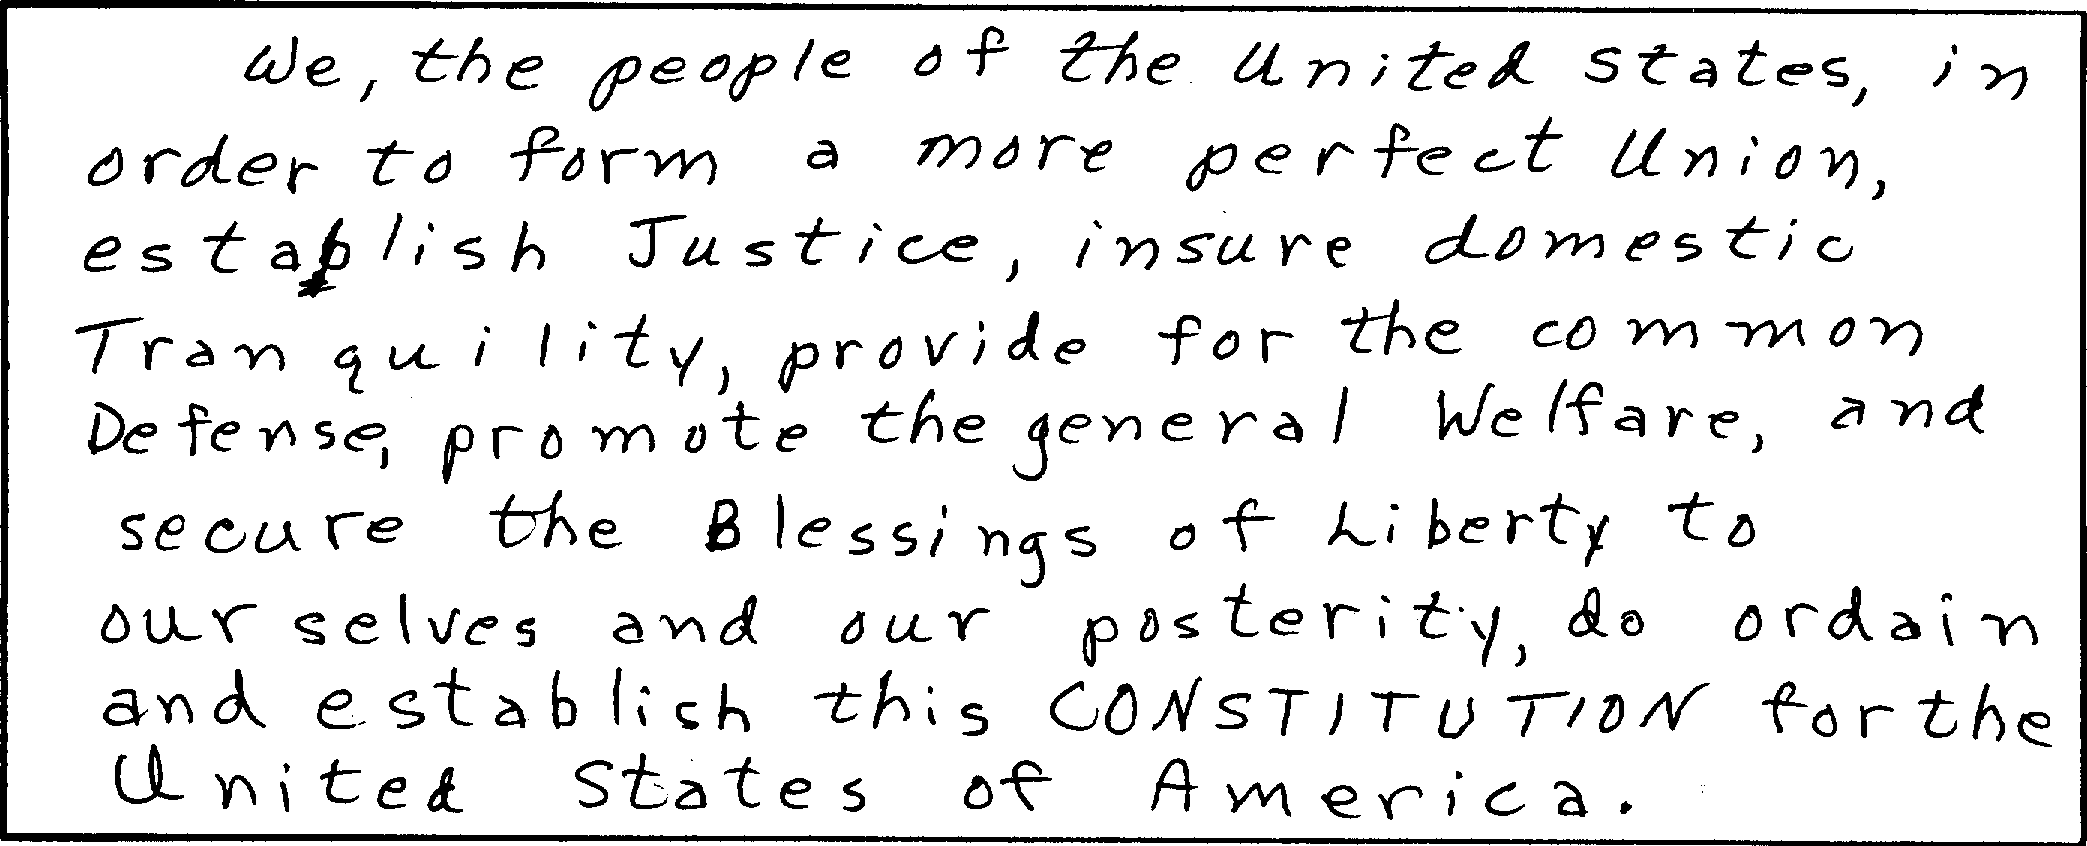 We, the people of the United States, in
order to form a more perfect Union,
establish Justice, insure domestic
Tranquility, provide for the common
Defense, promote the general Welfare, and
secure the Blessings of Liberty to
ourselves and our posterity, do ordain
and establish this CONSTITUTION for the
United States of America.